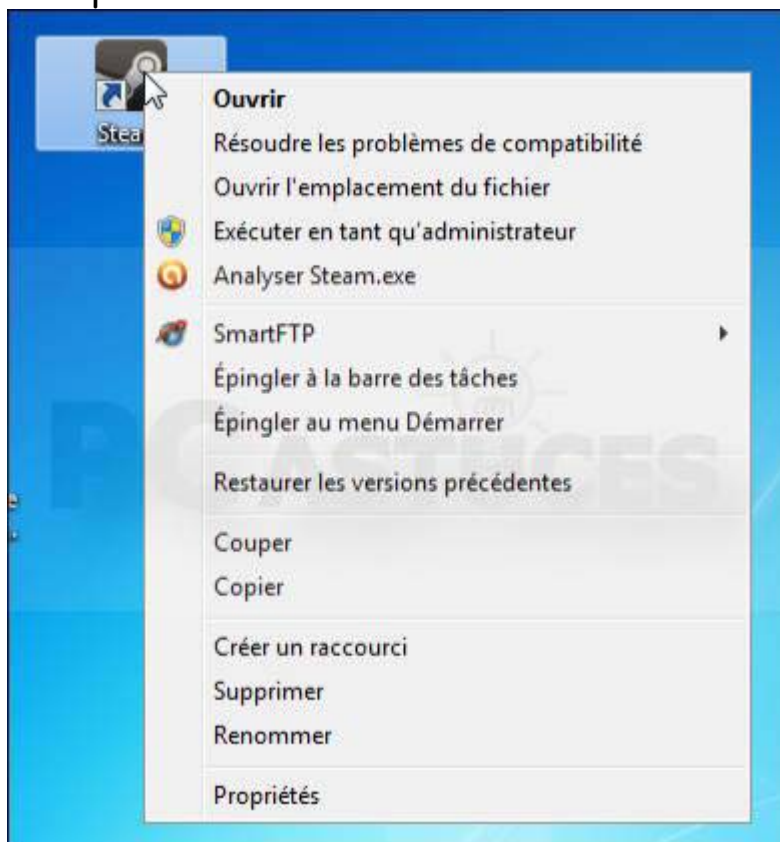 Stea
Ouvrir
Résoudre les problèmes de compatibilité
Ouvrir l'emplacement du fichier
Exécuter en tant qu'administrateur
Analyser Steam.exe
SmartFTP
Épingler à la barre des tâches
Épingler au menu Démarrer
PC ASTUCES
Restaurer les versions précédentes
Couper
Copier
Créer un raccourci
Supprimer
Renommer
Propriétés